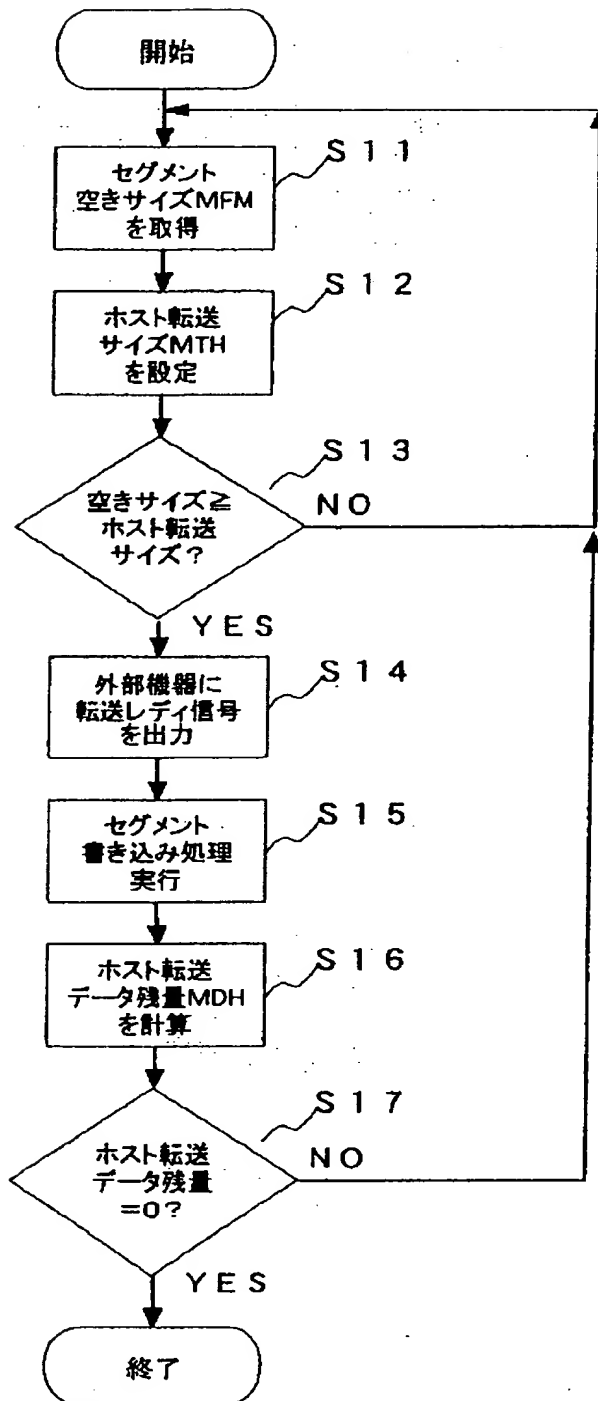 開始
セグメント
空きサイズMFM
を取得
S11
ホスト転送
サイズMTH
を設定
S12
空きサイズ≧
ホスト転送
サイズ?
S13
NO
YES
外部機器に
転送レディ信号
を出力
S14
セグメント
書き込み処理
実行
S15
ホスト転送
データ残量MDH
を計算
S16
ホスト転送
データ残量
=0?
S17
NO
YES
終了